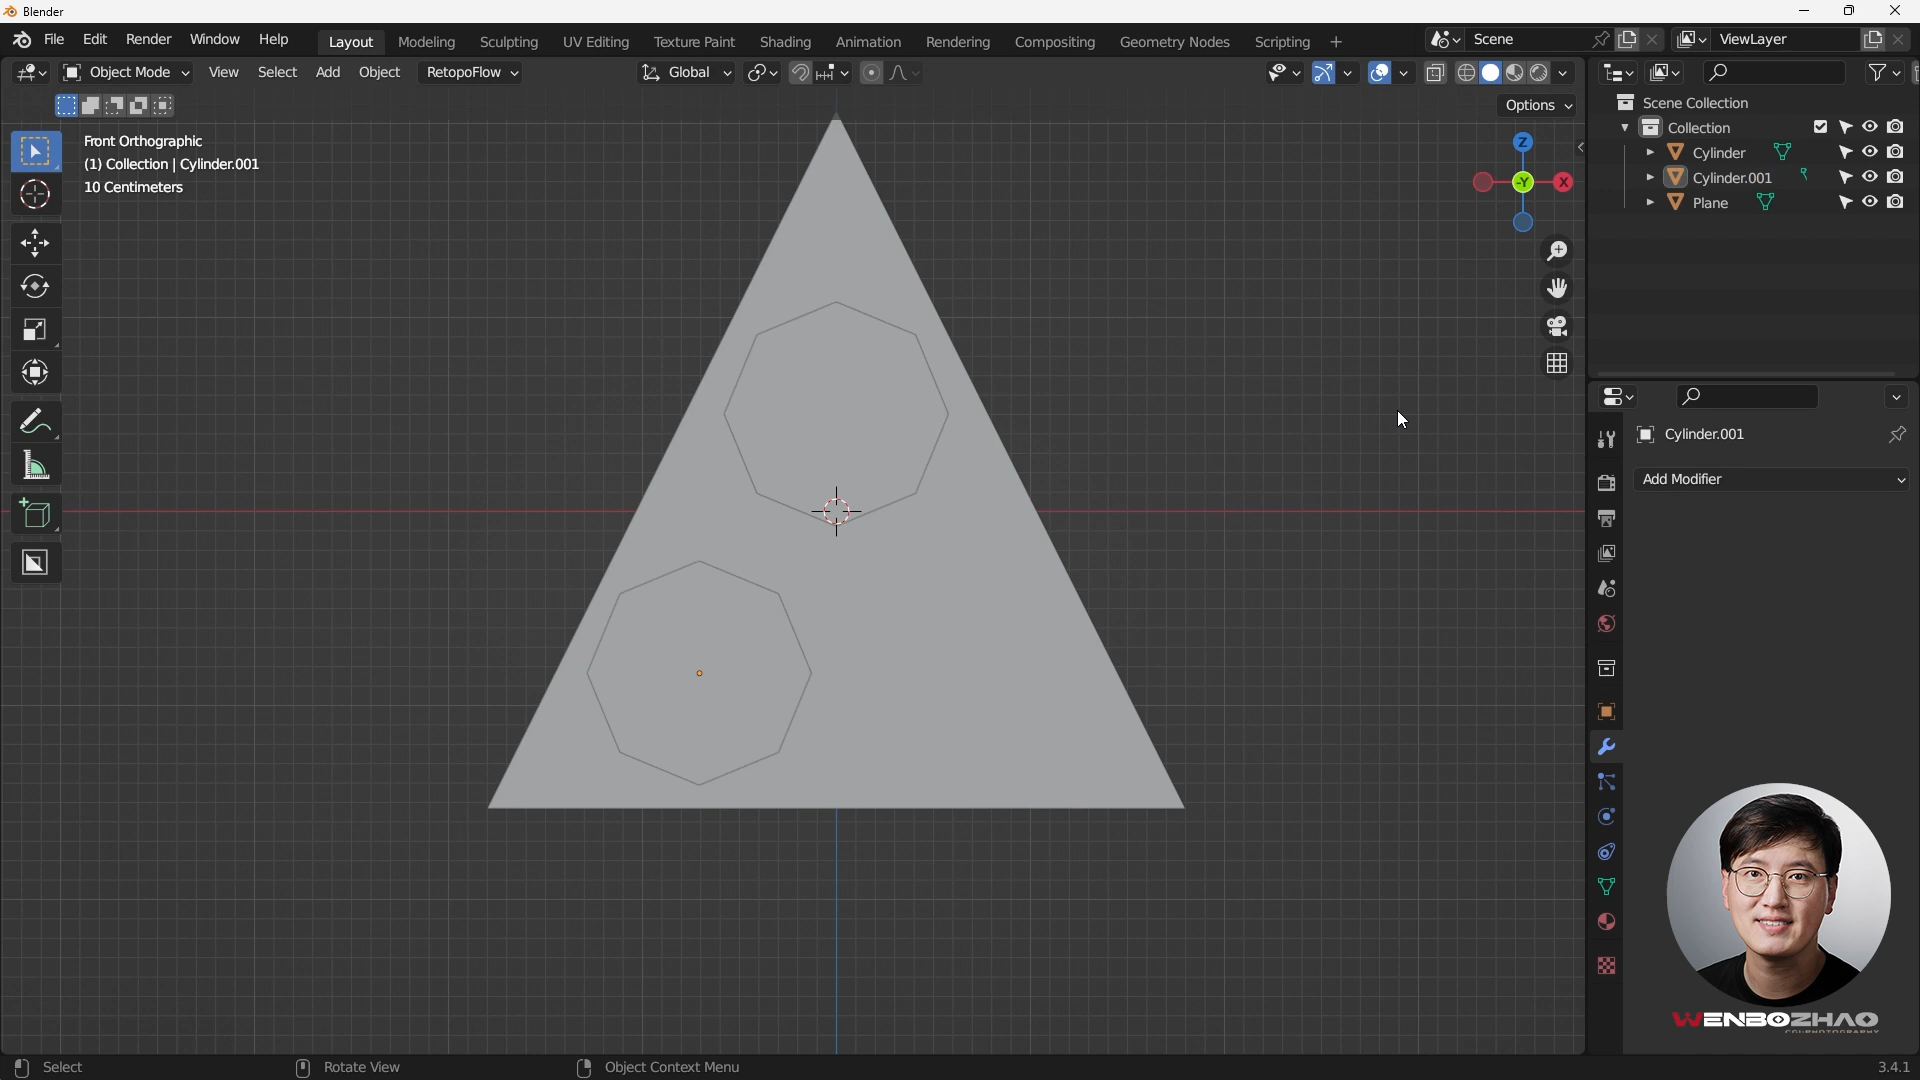 Blender
File Edit Render Window Help Layout Modeling Sculpting UV Editing Texture Paint Shading Animation Rendering Compositing Geometry Nodes Scripting + Scene ViewLayer
Object Mode View Select Add Object RetopoFlow Global
Options
Front Orthographic
(1) Collection | Cylinder.001
10 Centimeters
Z
-Y
X
Scene Collection
Collection
Cylinder
Cylinder.001
Plane
Cylinder.001
Add Modifier
WENBOZHAO
Select Rotate View Object Context Menu 3.4.1